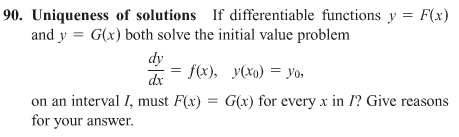 90. Uniqueness of solutions If differentiable functions y = F(x)
and y = G(x) both solve the initial value problem
dy/dx = f(x), y(x₀) = y₀,
on an interval I, must F(x) = G(x) for every x in I? Give reasons
for your answer.